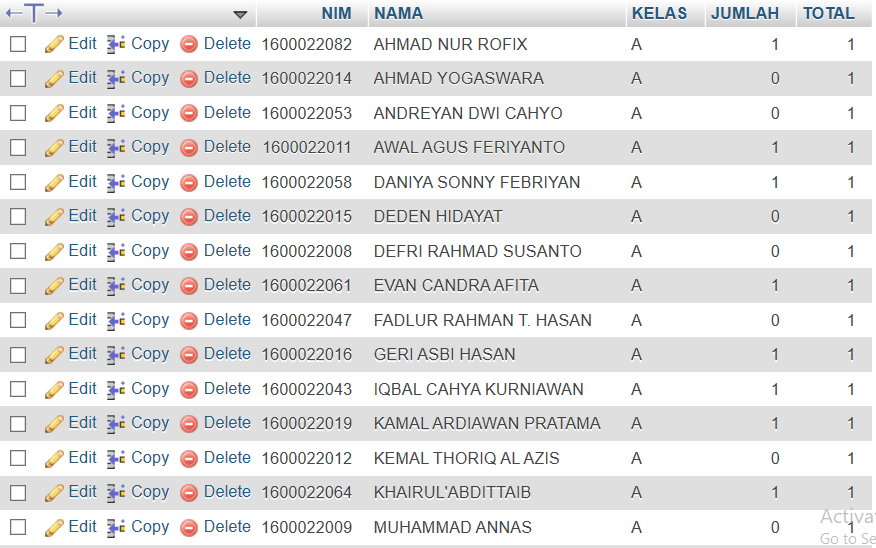 NIM NAMA KELAS JUMLAH TOTAL
Edit Copy Delete 1600022082 AHMAD NUR ROFIX A 1 1
Edit Copy Delete 1600022014 AHMAD YOGASWARA A 0 1
Edit Copy Delete 1600022053 ANDREYAN DWI CAHYO A 0 1
Edit Copy Delete 1600022011 AWAL AGUS FERIYANTO A 1 1
Edit Copy Delete 1600022058 DANIYA SONNY FEBRIYAN A 1 1
Edit Copy Delete 1600022015 DEDEN HIDAYAT A 0 1
Edit Copy Delete 1600022008 DEFRI RAHMAD SUSANTO A 0 1
Edit Copy Delete 1600022061 EVAN CANDRA AFITA A 1 1
Edit Copy Delete 1600022047 FADLUR RAHMAN T. HASAN A 0 1
Edit Copy Delete 1600022016 GERI ASBI HASAN A 1 1
Edit Copy Delete 1600022043 IQBAL CAHYA KURNIAWAN A 1 1
Edit Copy Delete 1600022019 KAMAL ARDIAWAN PRATAMA A 1 1
Edit Copy Delete 1600022012 KEMAL THORIQ AL AZIS A 0 1
Edit Copy Delete 1600022064 KHAIRUL'ABDITTAIB A 1 1
Edit Copy Delete 1600022009 MUHAMMAD ANNAS A 0 1
Activa
Go to Se